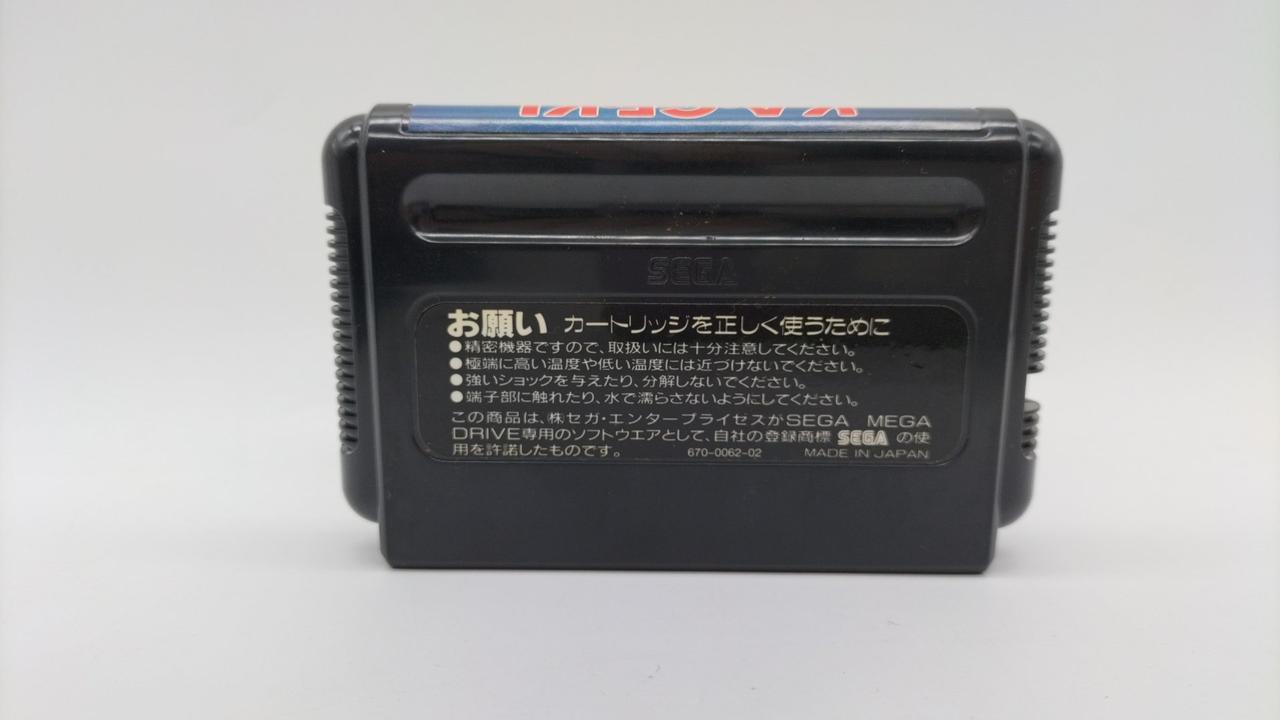 KA·GE·KI
SEGA
お願い カートリッジを正しく使うために
●精密機器ですので、取扱いには十分注意してください。
●極端に高い温度や低い温度には近づけないでください。
●強いショックを与えたり、分解しないでください。
●端子部に触れたり、水で濡らさないようにしてください。
この商品は、㈱セガ・エンタープライゼスがSEGA MEGA
DRIVE専用のソフトウエアとして、自社の登録商標 SEGA の使
用を許諾したものです。 670-0062-02 MADE IN JAPAN